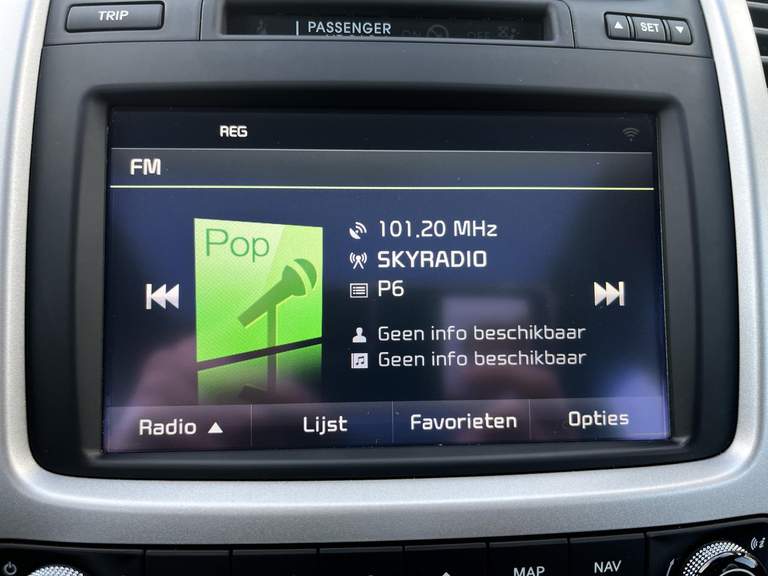 TRIP
PASSENGER
OFF
SET
REG
FM
Pop
101.20 MHz
SKYRADIO
P6
Geen info beschikbaar
Geen info beschikbaar
Radio ▲
Lijst
Favorieten
Opties
MAP
NAV